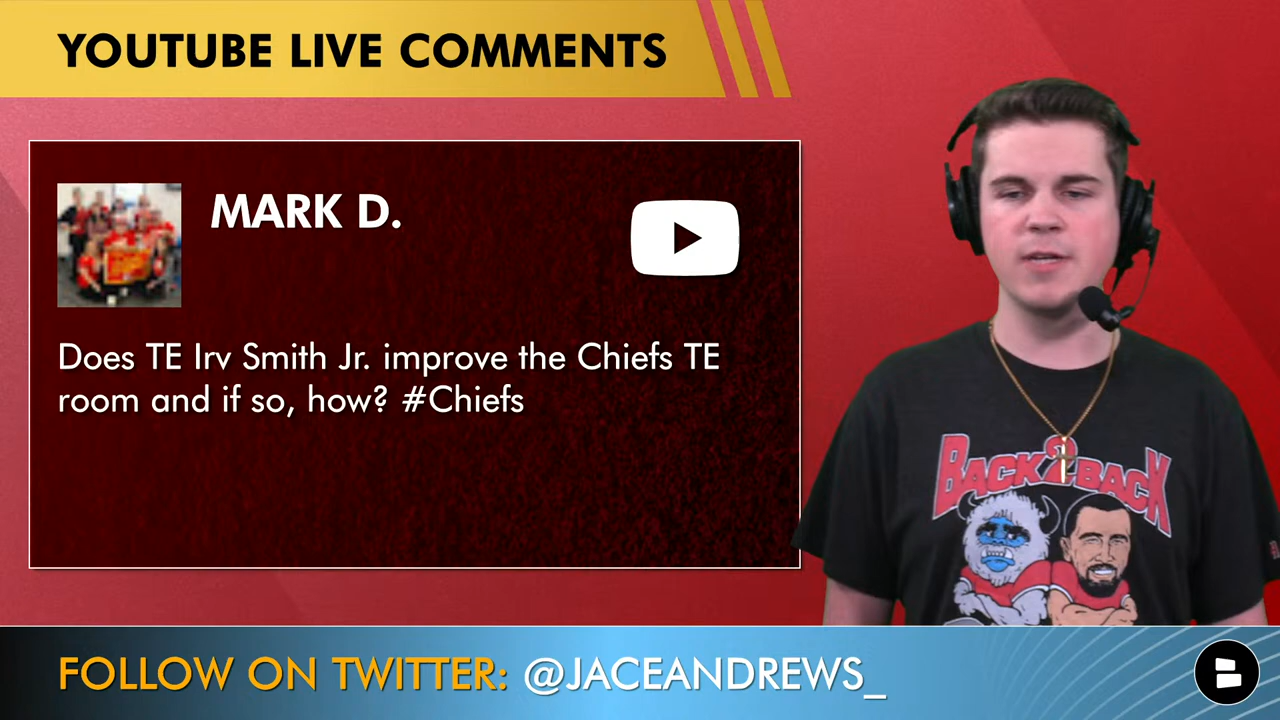 YOUTUBE LIVE COMMENTS
MARK D.
Does TE Irv Smith Jr. improve the Chiefs TE
room and if so, how? #Chiefs
BACK2BACK
FOLLOW ON TWITTER: @JACEANDREWS_